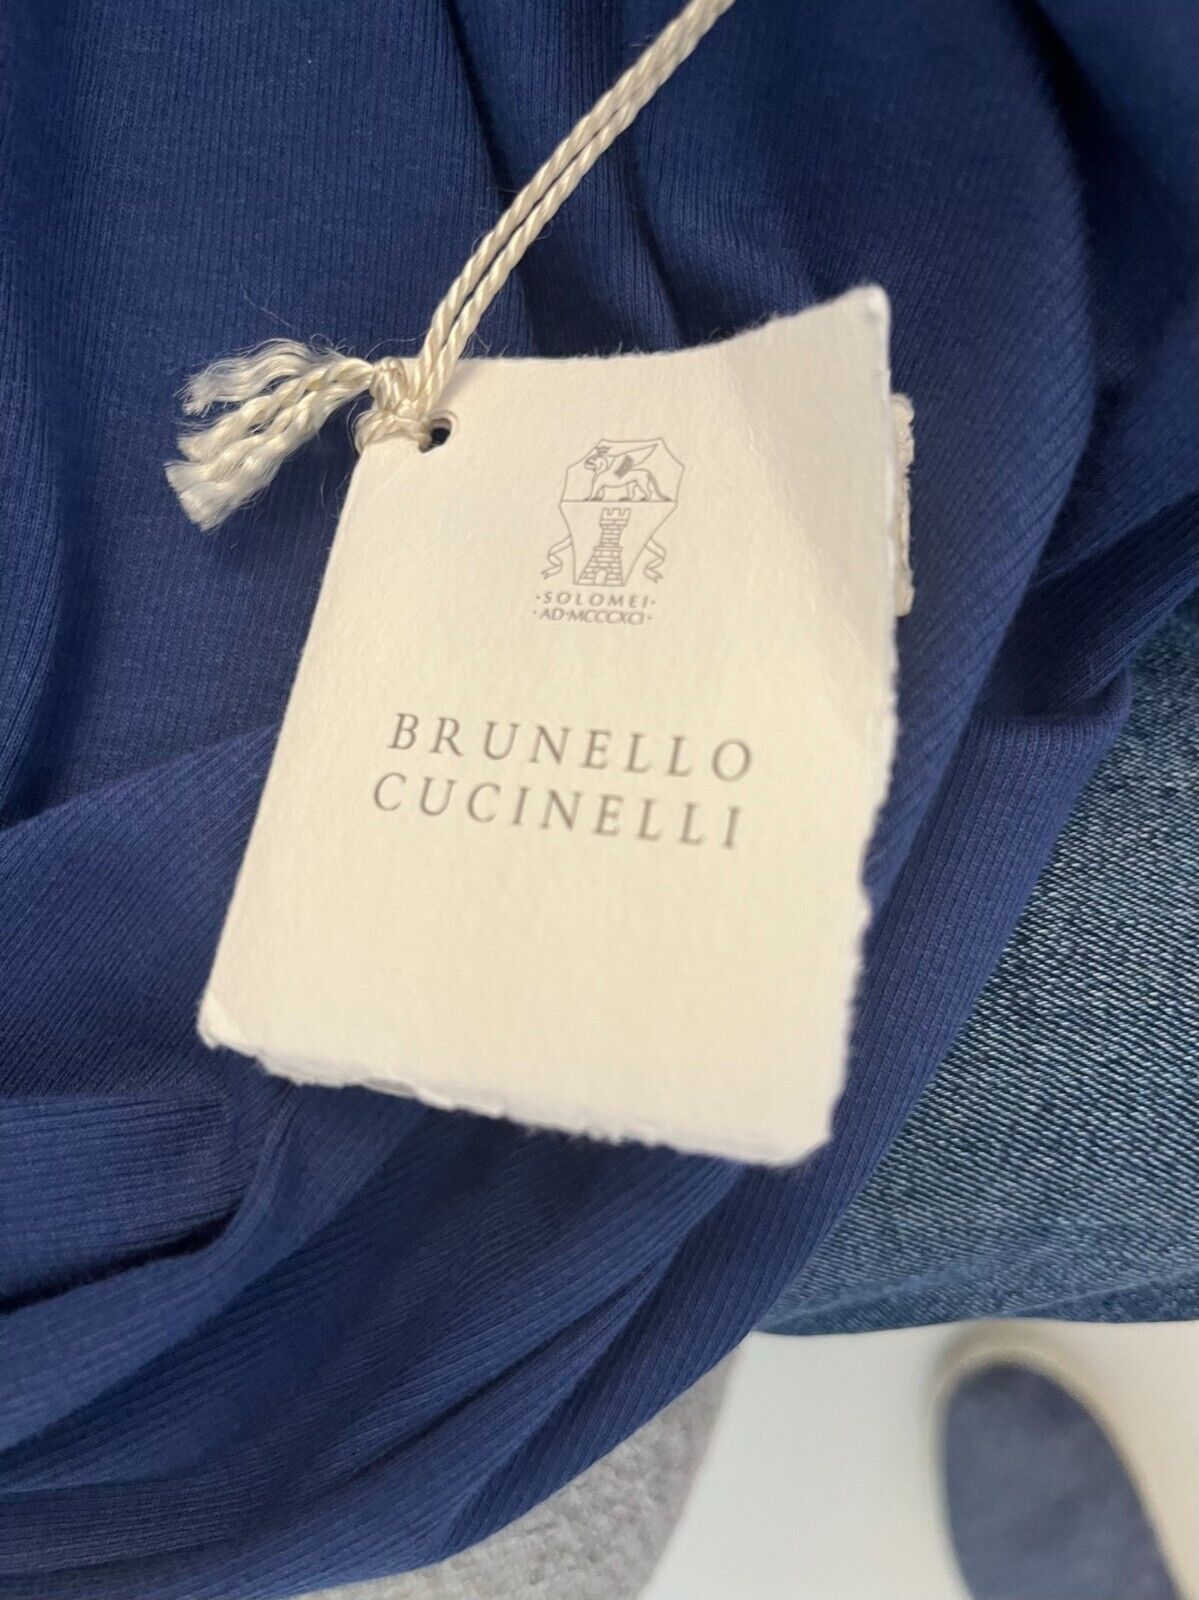 ·SOLOMEI·
·AD·MCCCXCI·
BRUNELLO
CUCINELLI